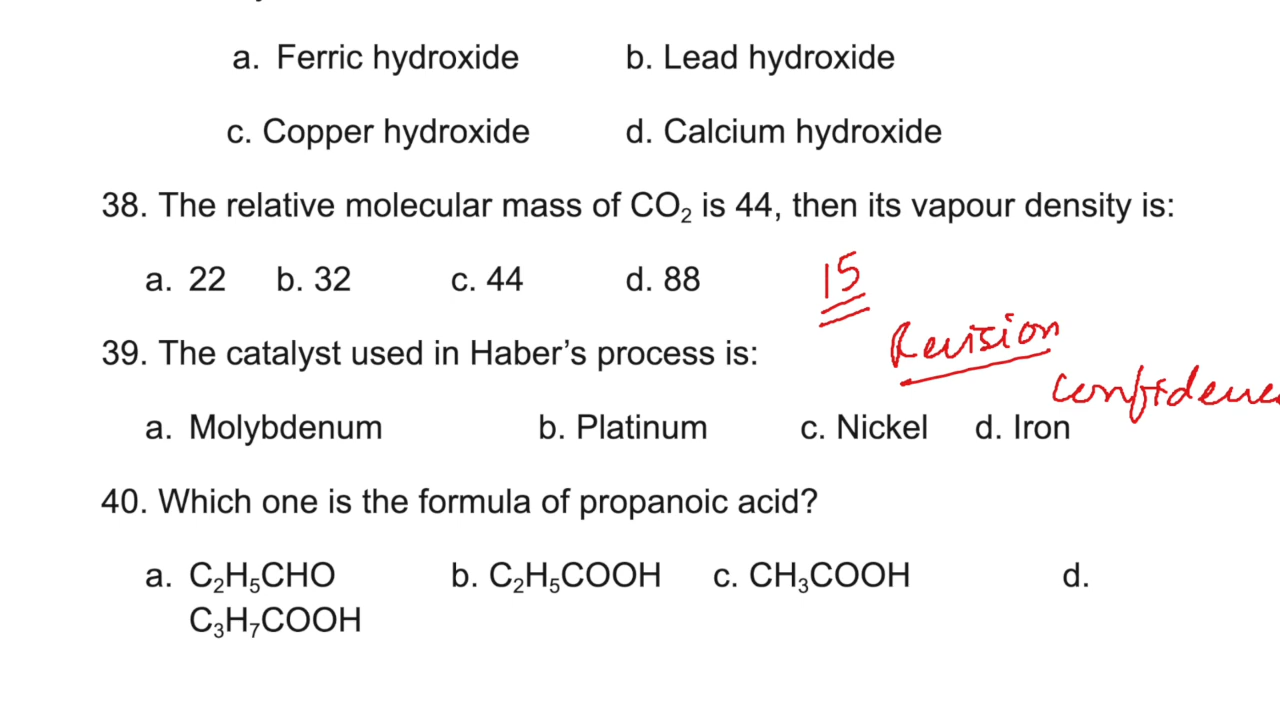 a. Ferric hydroxide b. Lead hydroxide
c. Copper hydroxide d. Calcium hydroxide
38. The relative molecular mass of CO₂ is 44, then its vapour density is:
a. 22 b. 32 c. 44 d. 88
15
39. The catalyst used in Haber’s process is:
Revision
confidence
a. Molybdenum b. Platinum c. Nickel d. Iron
40. Which one is the formula of propanoic acid?
a. C₂H₅CHO b. C₂H₅COOH c. CH₃COOH d.
C₃H₇COOH